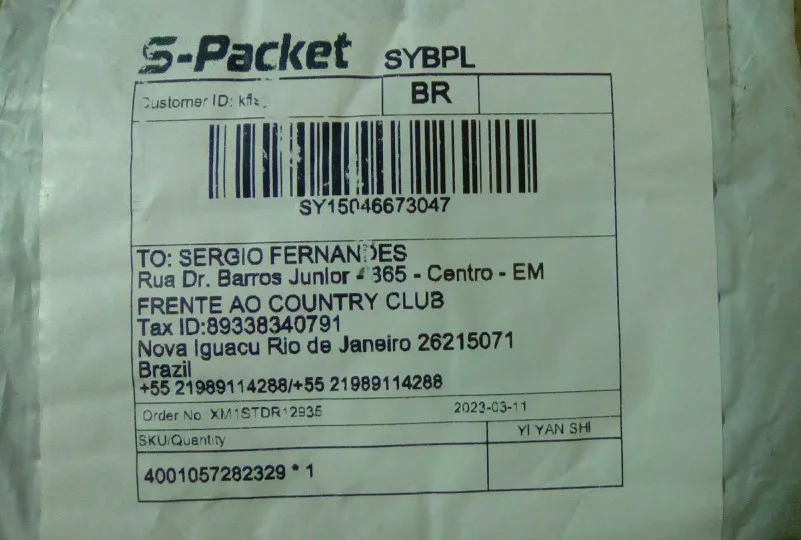 S-Packet SYBPL
Customer ID:
BR
SY15046673047
TO: SERGIO FERNANDES
Rua Dr. Barros Junior - Centro - EM
FRENTE AO COUNTRY CLUB
Tax ID:89338340791
Nova Iguacu Rio de Janeiro 26215071
Brazil
+55 21989114288/+55 21989114288
Order No XM1STDR12935 2023-03-11
SKU/Quantity YI YAN SHI
4001057282329 * 1